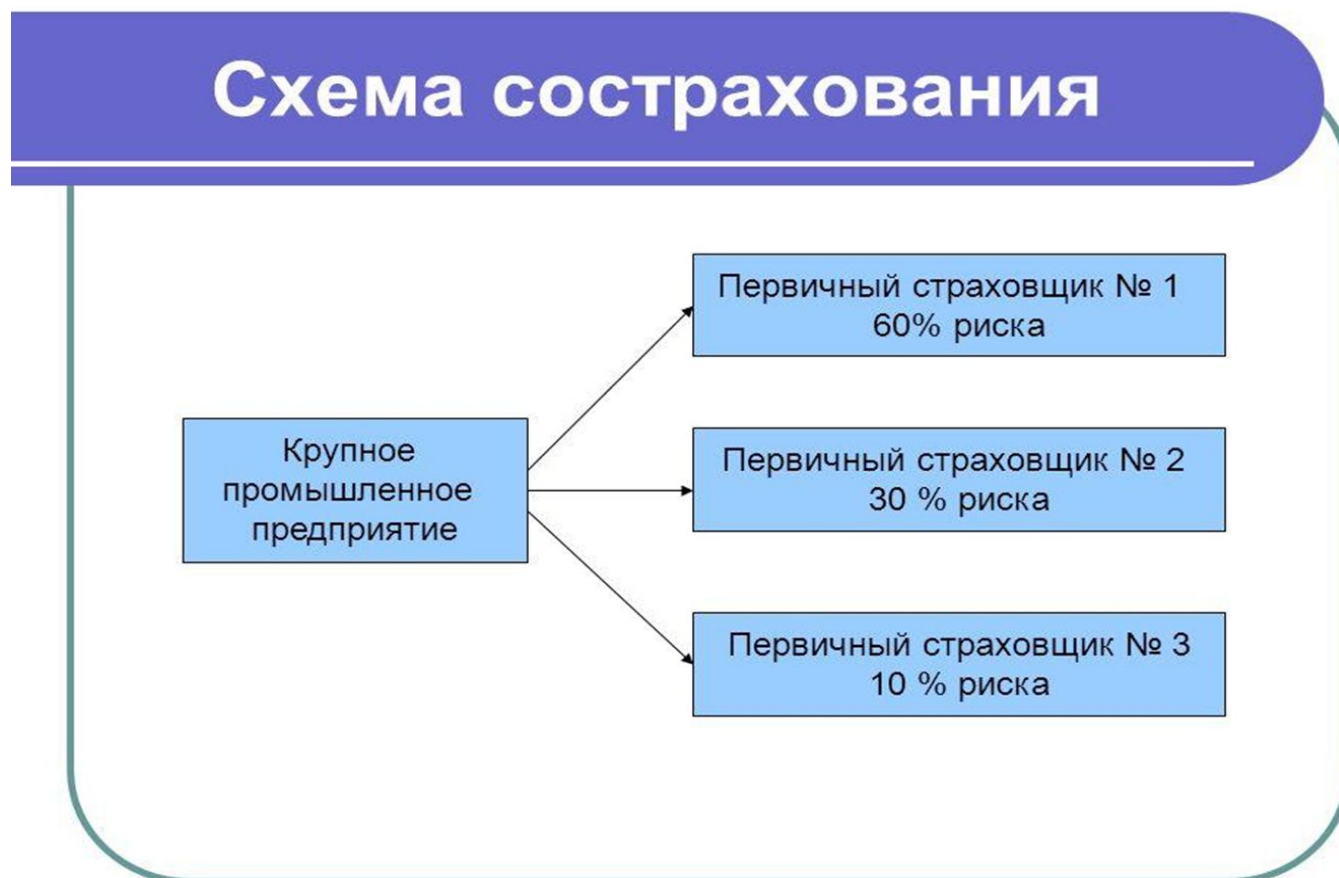 Схема сострахования
Первичный страховщик № 1
60% риска
Крупное
промышленное
предприятие
Первичный страховщик № 2
30 % риска
Первичный страховщик № 3
10 % риска